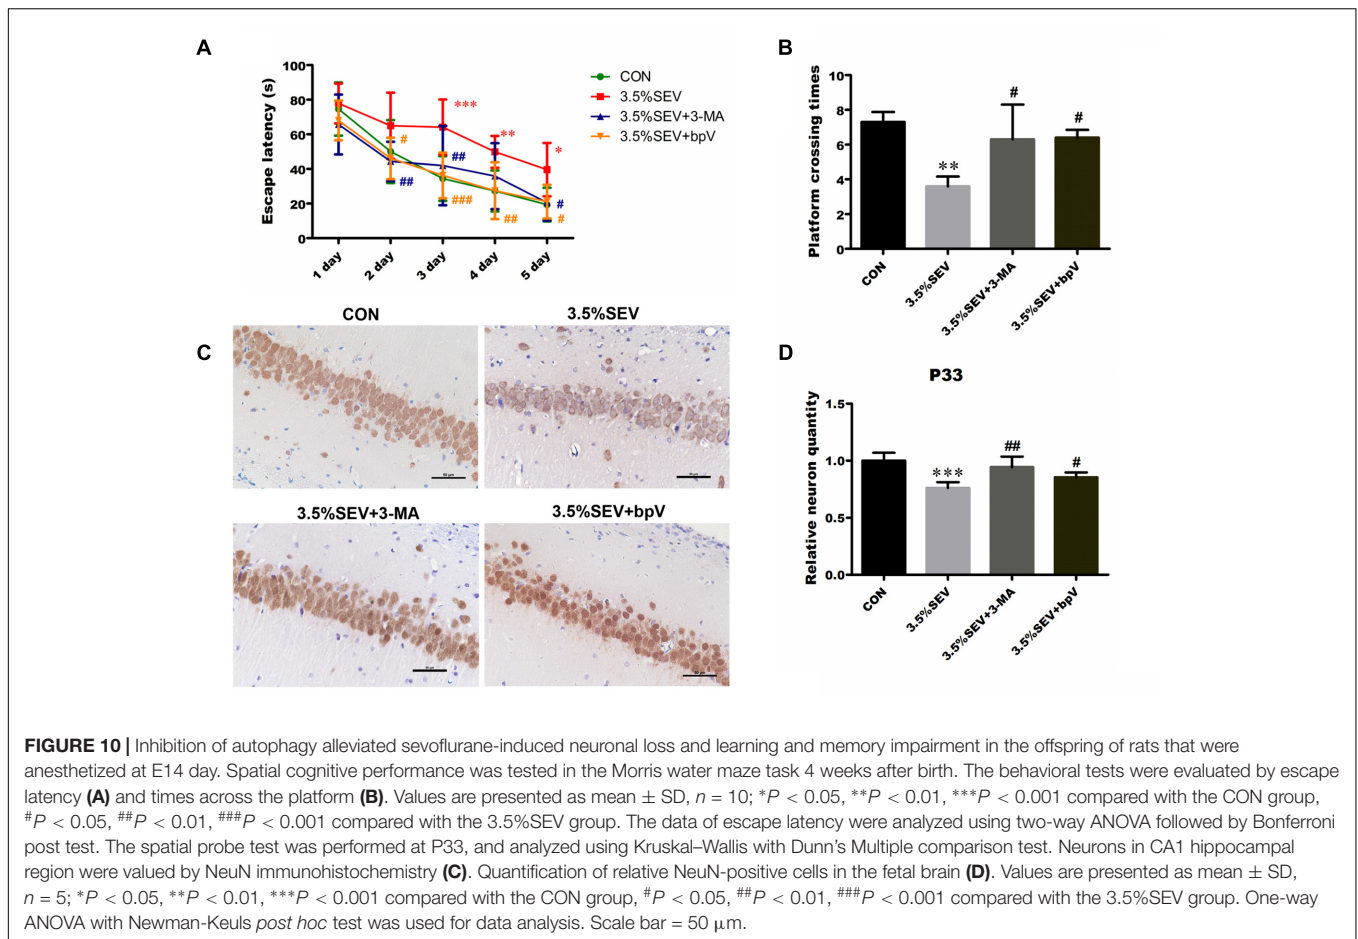 A
Escape latency (s)
100
80
60
40
20
0
1 day
2 day
3 day
4 day
5 day
***
**
*
#
##
##
###
##
#
#
CON
3.5%SEV
3.5%SEV+3-MA
3.5%SEV+bpV
B
Platform crossing times
10
8
6
4
2
0
**
#
#
CON
3.5%SEV
3.5%SEV+3-MA
3.5%SEV+bpV
C
CON
3.5%SEV
3.5%SEV+3-MA
3.5%SEV+bpV
D
P33
Relative neuron quantity
1.5
1.0
0.5
0.0
***
##
#
CON
3.5%SEV
3.5%SEV+3-MA
3.5%SEV+bpV
FIGURE 10 | Inhibition of autophagy alleviated sevoflurane-induced neuronal loss and learning and memory impairment in the offspring of rats that were
anesthetized at E14 day. Spatial cognitive performance was tested in the Morris water maze task 4 weeks after birth. The behavioral tests were evaluated by escape
latency (A) and times across the platform (B). Values are presented as mean ± SD, n = 10; *P < 0.05, **P < 0.01, ***P < 0.001 compared with the CON group,
#P < 0.05, ##P < 0.01, ###P < 0.001 compared with the 3.5%SEV group. The data of escape latency were analyzed using two-way ANOVA followed by Bonferroni
post test. The spatial probe test was performed at P33, and analyzed using Kruskal–Wallis with Dunn's Multiple comparison test. Neurons in CA1 hippocampal
region were valued by NeuN immunohistochemistry (C). Quantification of relative NeuN-positive cells in the fetal brain (D). Values are presented as mean ± SD,
n = 5; *P < 0.05, **P < 0.01, ***P < 0.001 compared with the CON group, #P < 0.05, ##P < 0.01, ###P < 0.001 compared with the 3.5%SEV group. One-way
ANOVA with Newman-Keuls post hoc test was used for data analysis. Scale bar = 50 μm.